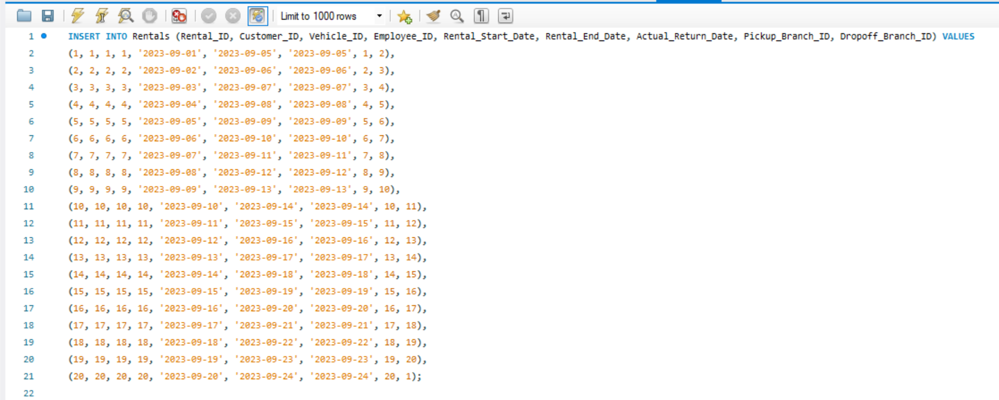 Limit to 1000 rows
1 INSERT INTO Rentals (Rental_ID, Customer_ID, Vehicle_ID, Employee_ID, Rental_Start_Date, Rental_End_Date, Actual_Return_Date, Pickup_Branch_ID, Dropoff_Branch_ID) VALUES
2 (1, 1, 1, 1, '2023-09-01', '2023-09-05', '2023-09-05', 1, 2),
3 (2, 2, 2, 2, '2023-09-02', '2023-09-06', '2023-09-06', 2, 3),
4 (3, 3, 3, 3, '2023-09-03', '2023-09-07', '2023-09-07', 3, 4),
5 (4, 4, 4, 4, '2023-09-04', '2023-09-08', '2023-09-08', 4, 5),
6 (5, 5, 5, 5, '2023-09-05', '2023-09-09', '2023-09-09', 5, 6),
7 (6, 6, 6, 6, '2023-09-06', '2023-09-10', '2023-09-10', 6, 7),
8 (7, 7, 7, 7, '2023-09-07', '2023-09-11', '2023-09-11', 7, 8),
9 (8, 8, 8, 8, '2023-09-08', '2023-09-12', '2023-09-12', 8, 9),
10 (9, 9, 9, 9, '2023-09-09', '2023-09-13', '2023-09-13', 9, 10),
11 (10, 10, 10, 10, '2023-09-10', '2023-09-14', '2023-09-14', 10, 11),
12 (11, 11, 11, 11, '2023-09-11', '2023-09-15', '2023-09-15', 11, 12),
13 (12, 12, 12, 12, '2023-09-12', '2023-09-16', '2023-09-16', 12, 13),
14 (13, 13, 13, 13, '2023-09-13', '2023-09-17', '2023-09-17', 13, 14),
15 (14, 14, 14, 14, '2023-09-14', '2023-09-18', '2023-09-18', 14, 15),
16 (15, 15, 15, 15, '2023-09-15', '2023-09-19', '2023-09-19', 15, 16),
17 (16, 16, 16, 16, '2023-09-16', '2023-09-20', '2023-09-20', 16, 17),
18 (17, 17, 17, 17, '2023-09-17', '2023-09-21', '2023-09-21', 17, 18),
19 (18, 18, 18, 18, '2023-09-18', '2023-09-22', '2023-09-22', 18, 19),
20 (19, 19, 19, 19, '2023-09-19', '2023-09-23', '2023-09-23', 19, 20),
21 (20, 20, 20, 20, '2023-09-20', '2023-09-24', '2023-09-24', 20, 1);
22